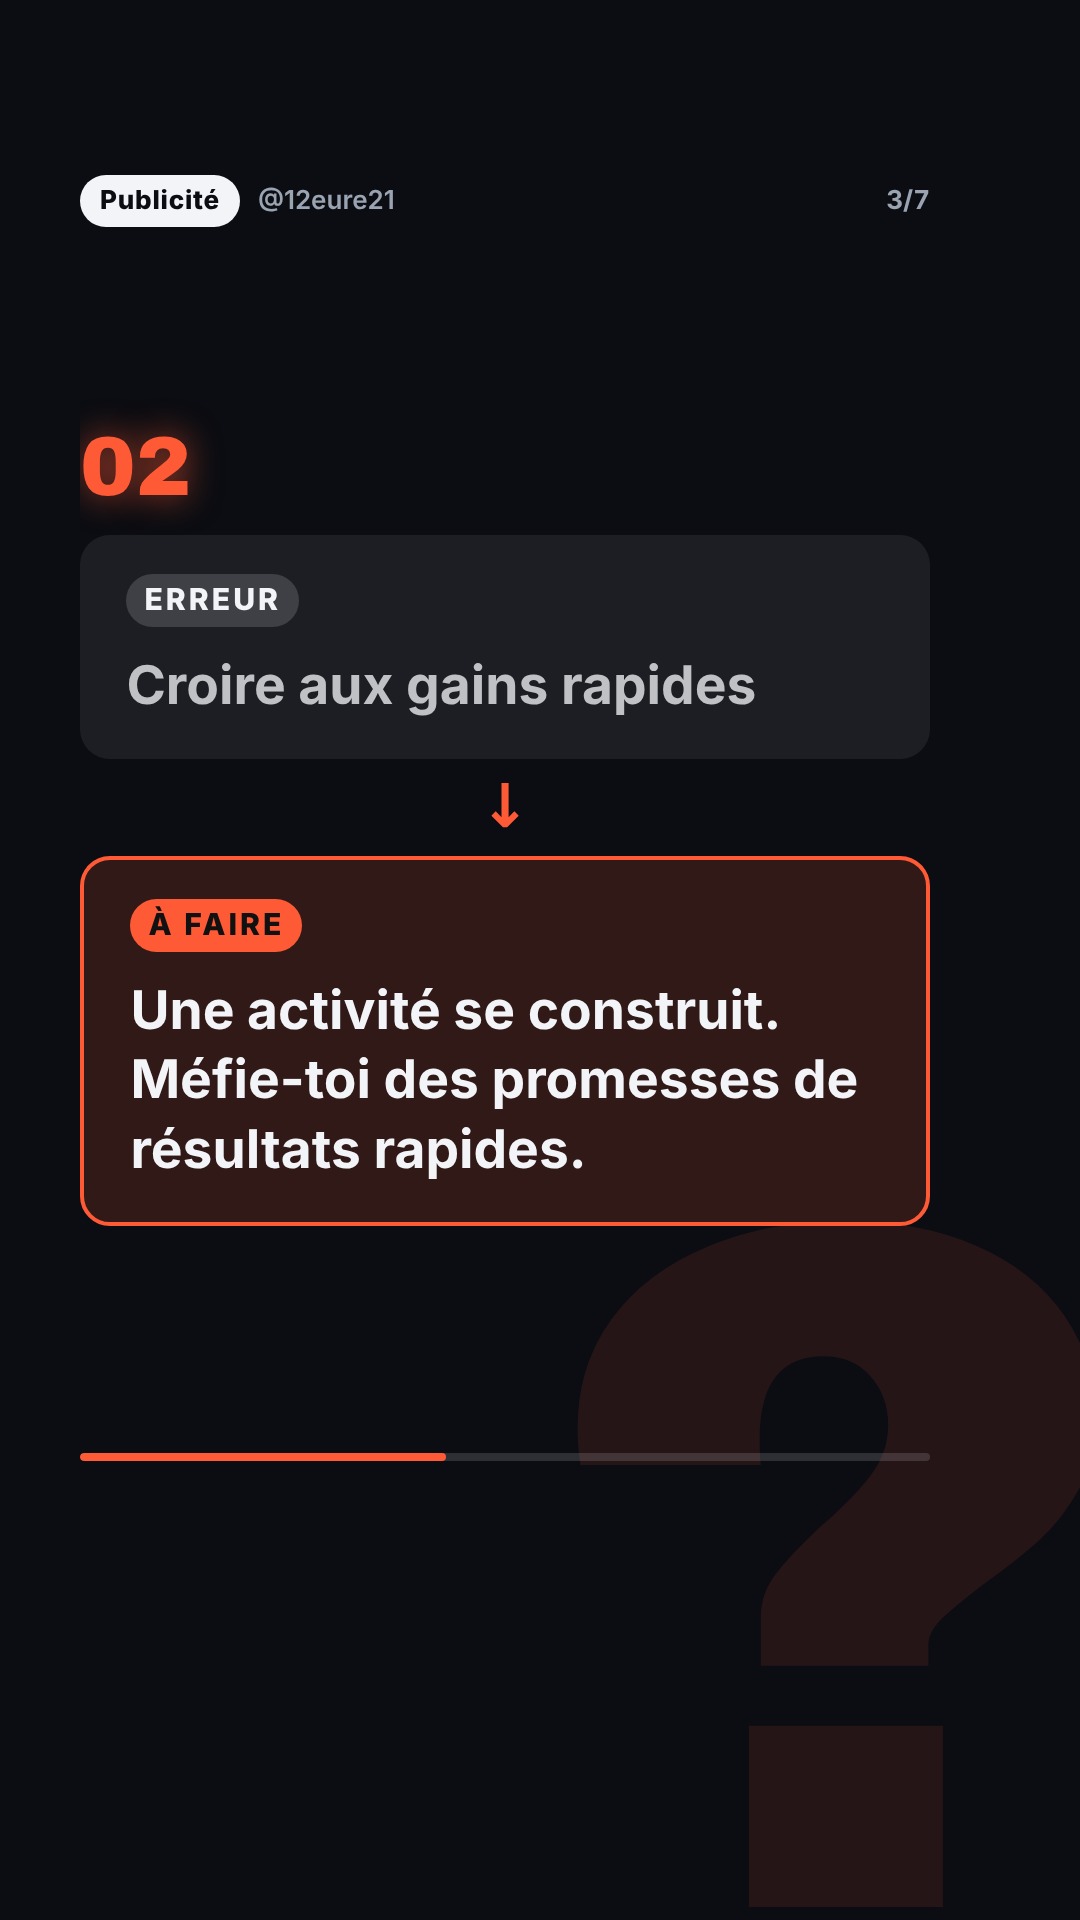 Publicité @12eure21 3/7
02
ERREUR
Croire aux gains rapides
↓
À FAIRE
Une activité se construit.
Méfie-toi des promesses de
résultats rapides.
?